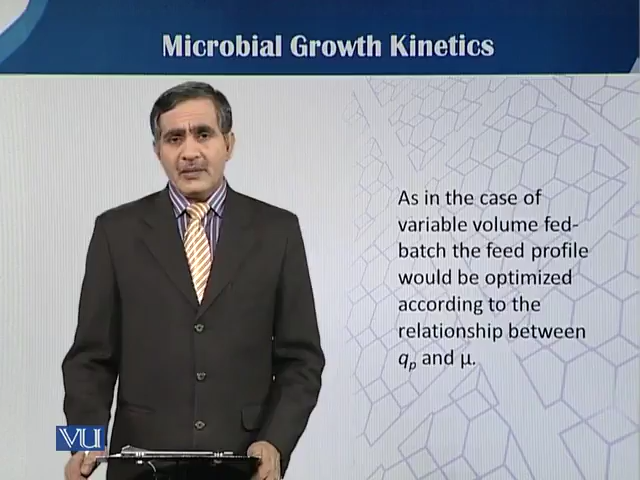 Microbial Growth Kinetics
As in the case of
variable volume fed-
batch the feed profile
would be optimized
according to the
relationship between
qp and μ.
VU